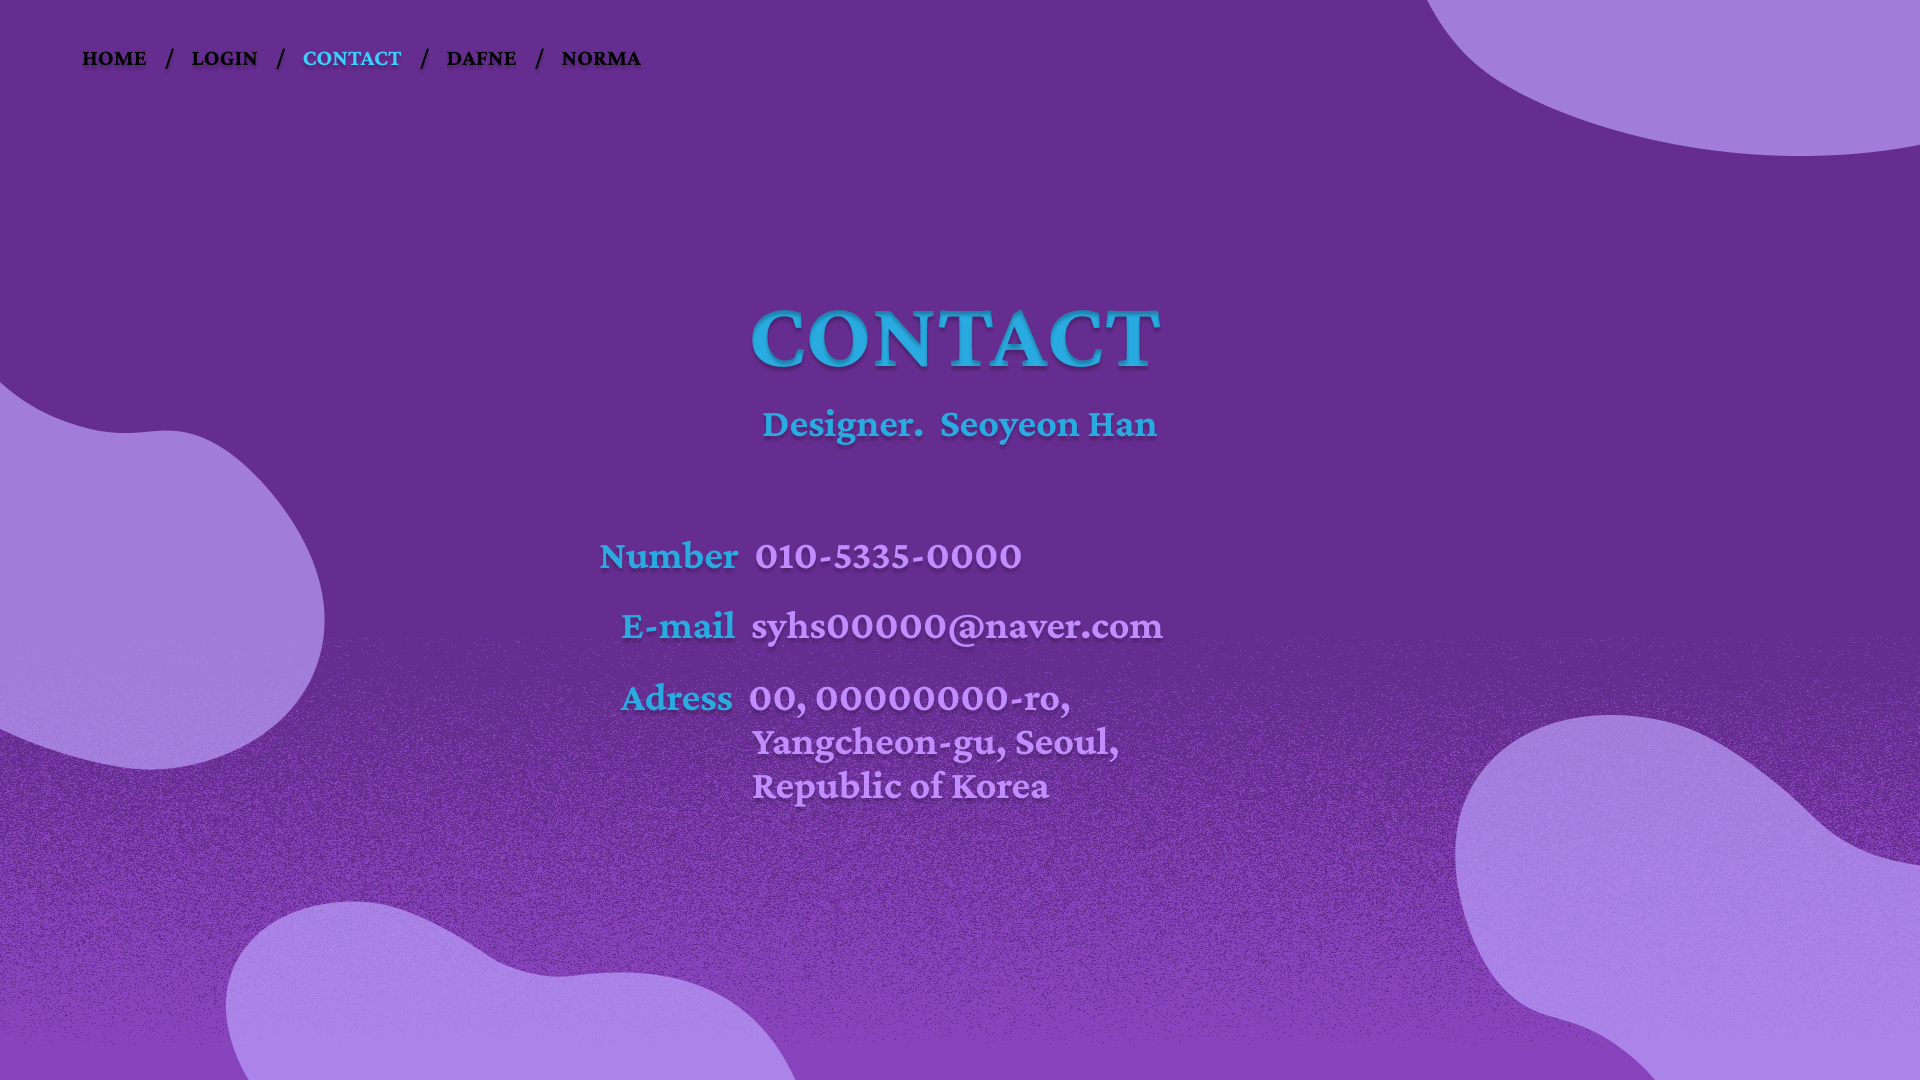 HOME / LOGIN / CONTACT / DAFNE / NORMA
CONTACT
Designer. Seoyeon Han
Number 010-5335-0000
E-mail syhs00000@naver.com
Adress 00, 00000000-ro,
Yangcheon-gu, Seoul,
Republic of Korea